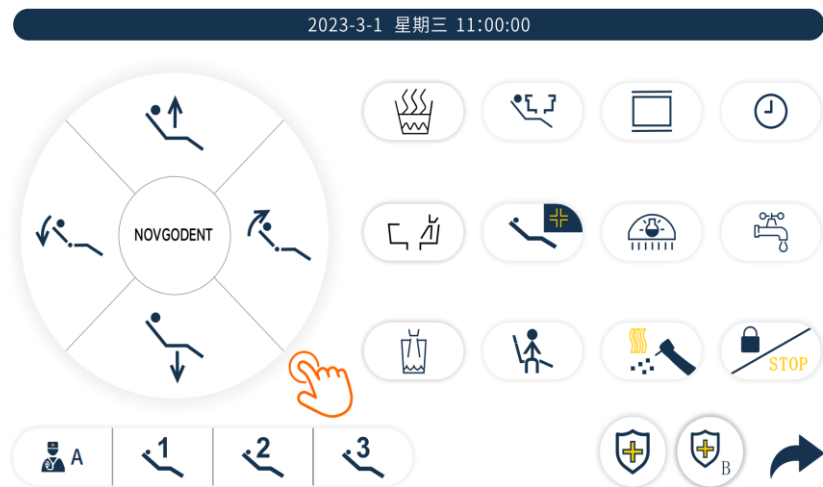 2023-3-1 星期三 11:00:00
NOVGODENT
STOP
A
1
2
3
B